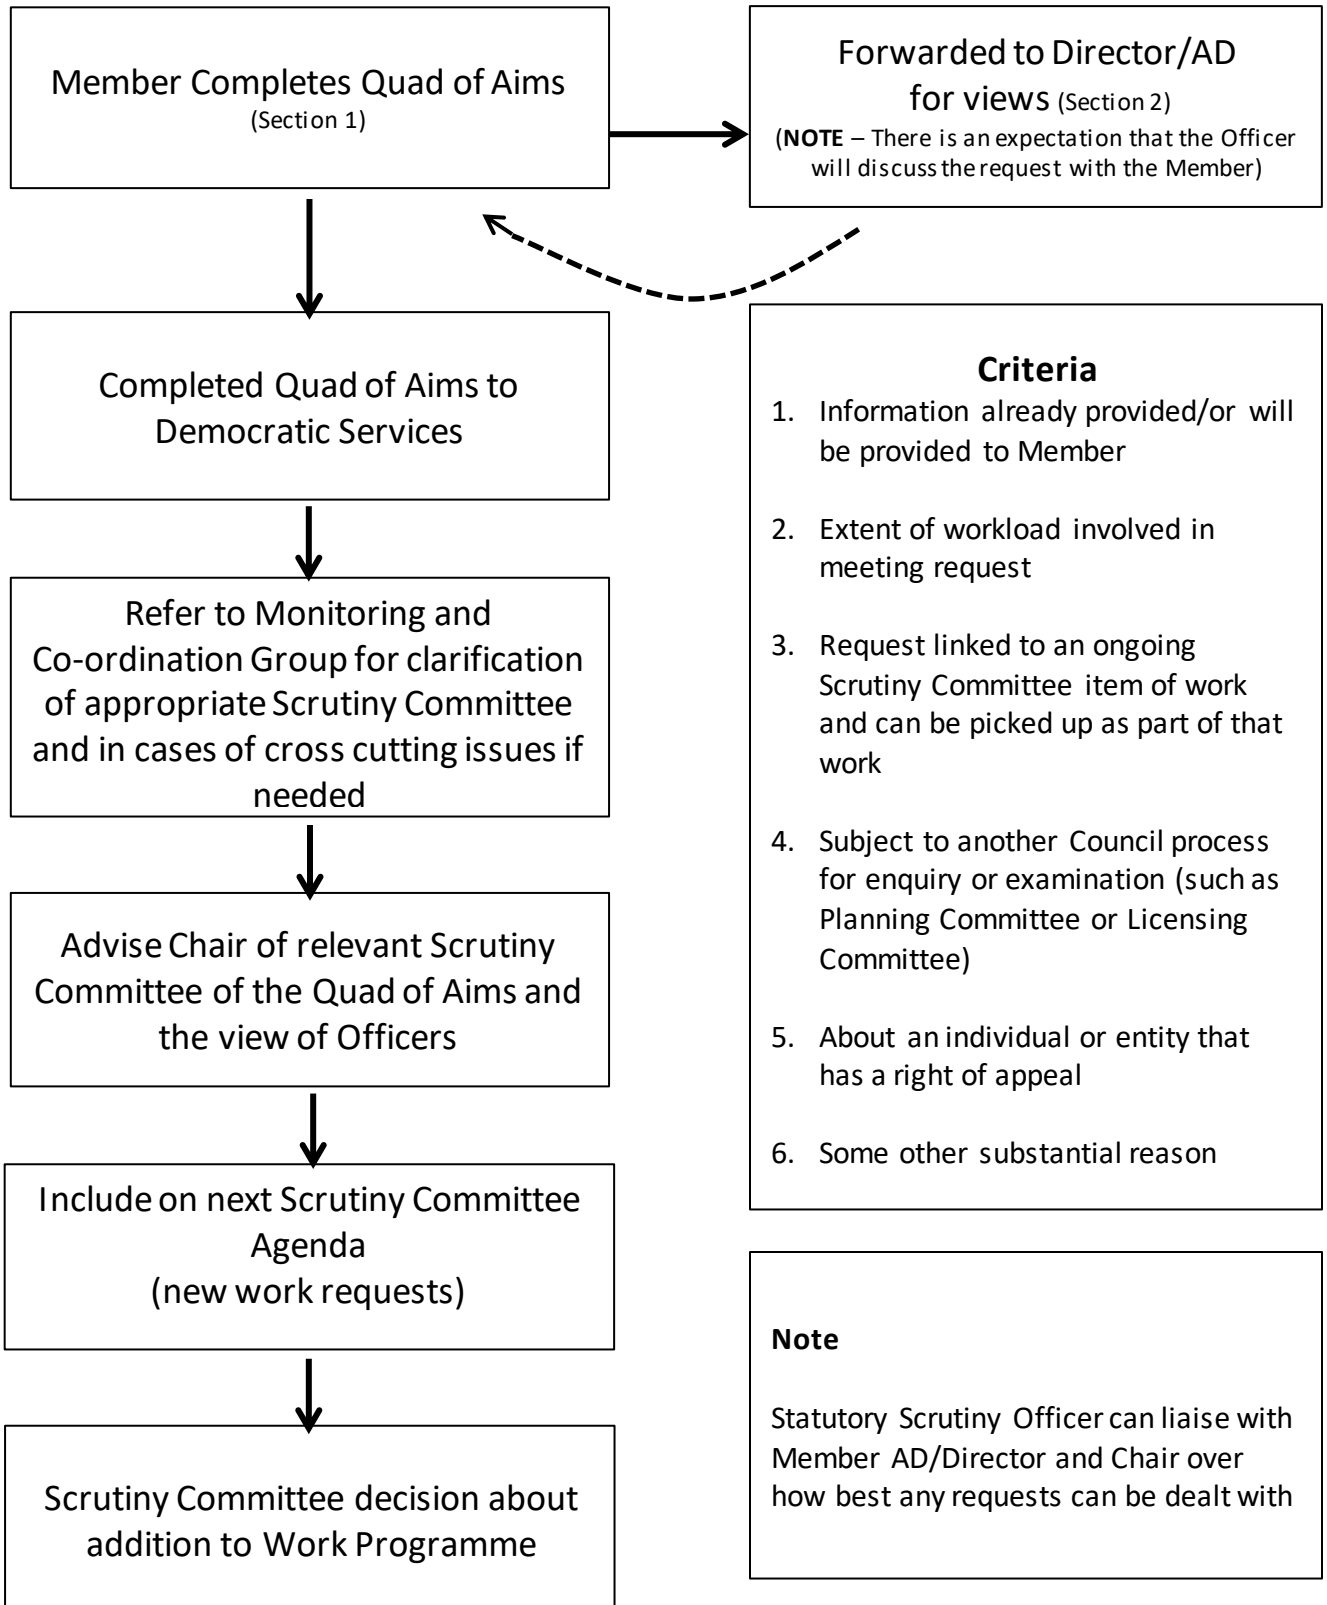 Member Completes Quad of Aims
(Section 1)
Forwarded to Director/AD
for views (Section 2)
(NOTE – There is an expectation that the Officer
will discuss the request with the Member)
Completed Quad of Aims to
Democratic Services
Refer to Monitoring and
Co-ordination Group for clarification
of appropriate Scrutiny Committee
and in cases of cross cutting issues if
needed
Advise Chair of relevant Scrutiny
Committee of the Quad of Aims and
the view of Officers
Include on next Scrutiny Committee
Agenda
(new work requests)
Scrutiny Committee decision about
addition to Work Programme
Criteria
1. Information already provided/or will
be provided to Member
2. Extent of workload involved in
meeting request
3. Request linked to an ongoing
Scrutiny Committee item of work
and can be picked up as part of that
work
4. Subject to another Council process
for enquiry or examination (such as
Planning Committee or Licensing
Committee)
5. About an individual or entity that
has a right of appeal
6. Some other substantial reason
Note
Statutory Scrutiny Officer can liaise with
Member AD/Director and Chair over
how best any requests can be dealt with